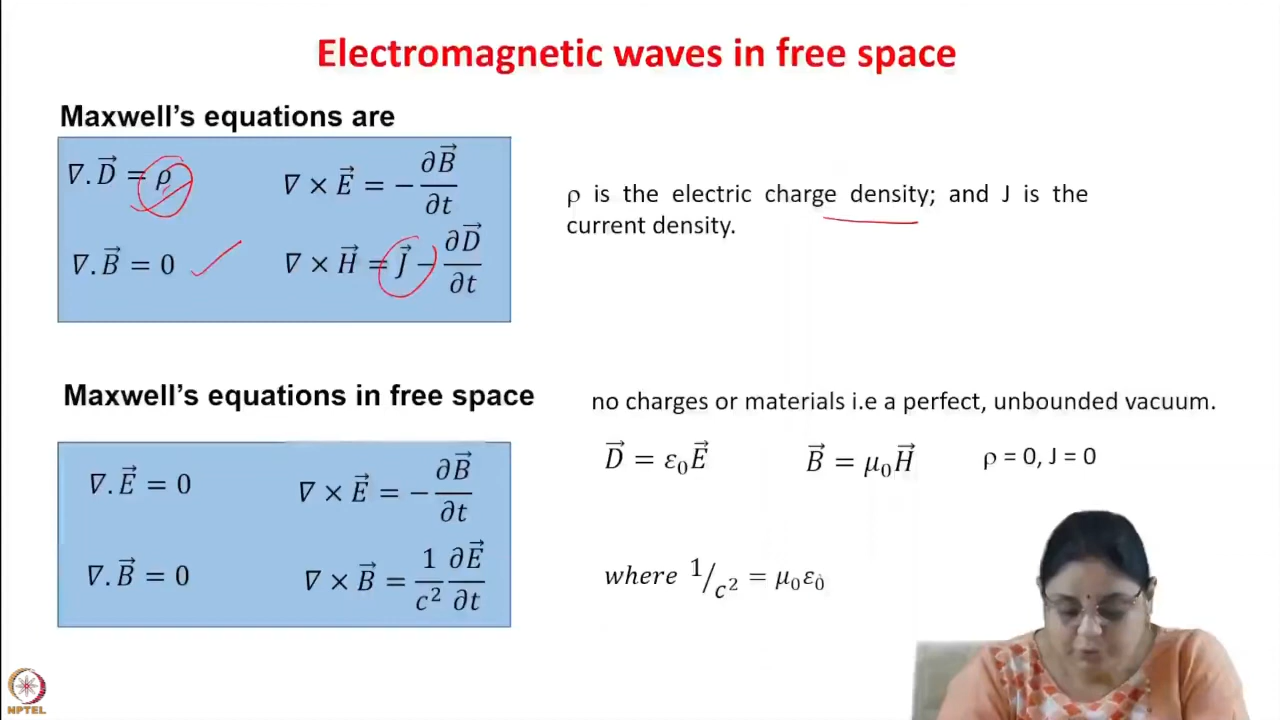 Electromagnetic waves in free space
Maxwell’s equations are
∇. D⃗ = ρ
∇ × E⃗ = − ∂B⃗/∂t
∇. B⃗ = 0
∇ × H⃗ = J⃗ − ∂D⃗/∂t
ρ is the electric charge density; and J is the
current density.
Maxwell’s equations in free space
no charges or materials i.e a perfect, unbounded vacuum.
∇. E⃗ = 0
∇ × E⃗ = − ∂B⃗/∂t
∇. B⃗ = 0
∇ × B⃗ = 1/c² ∂E⃗/∂t
D⃗ = ε₀E⃗
B⃗ = μ₀H⃗
ρ = 0, J = 0
where 1/c² = μ₀ε₀
NPTEL